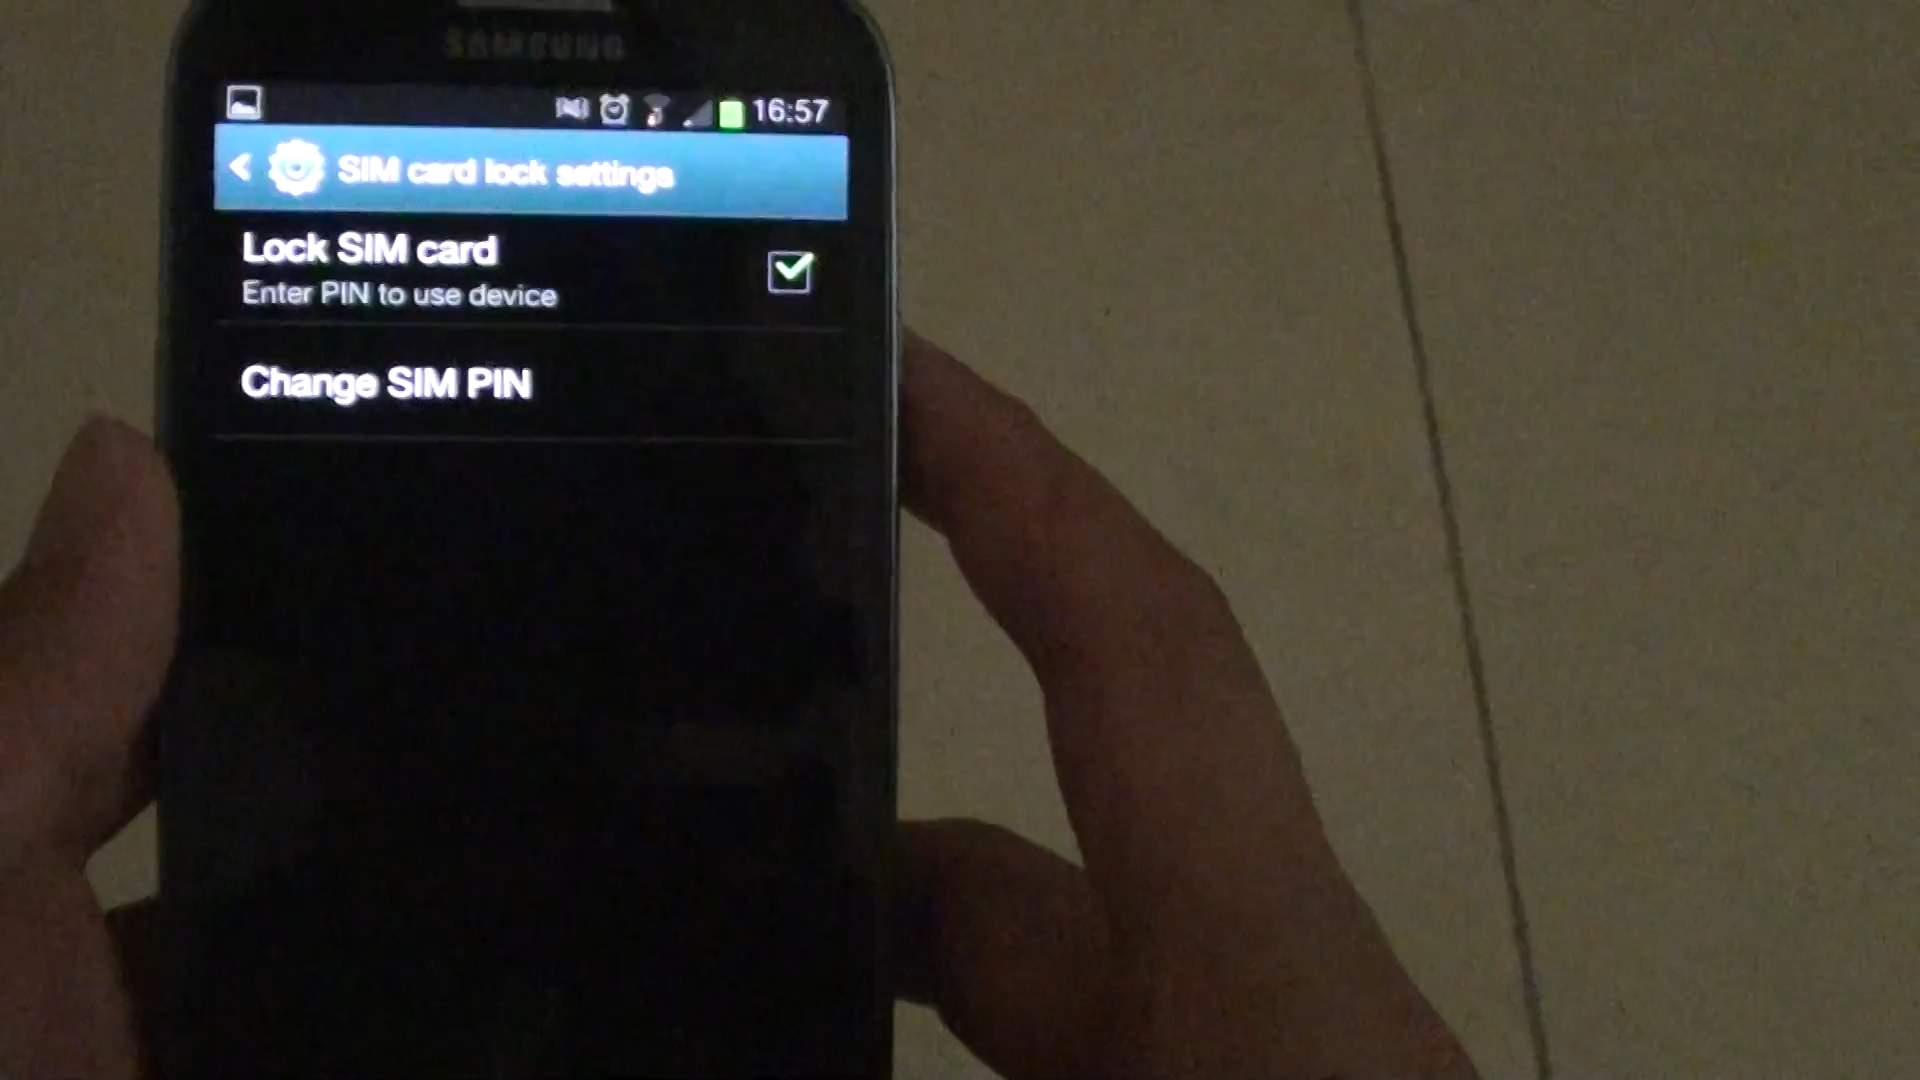 SAMSUNG
16:57
SIM card lock settings
Lock SIM card
Enter PIN to use device
Change SIM PIN